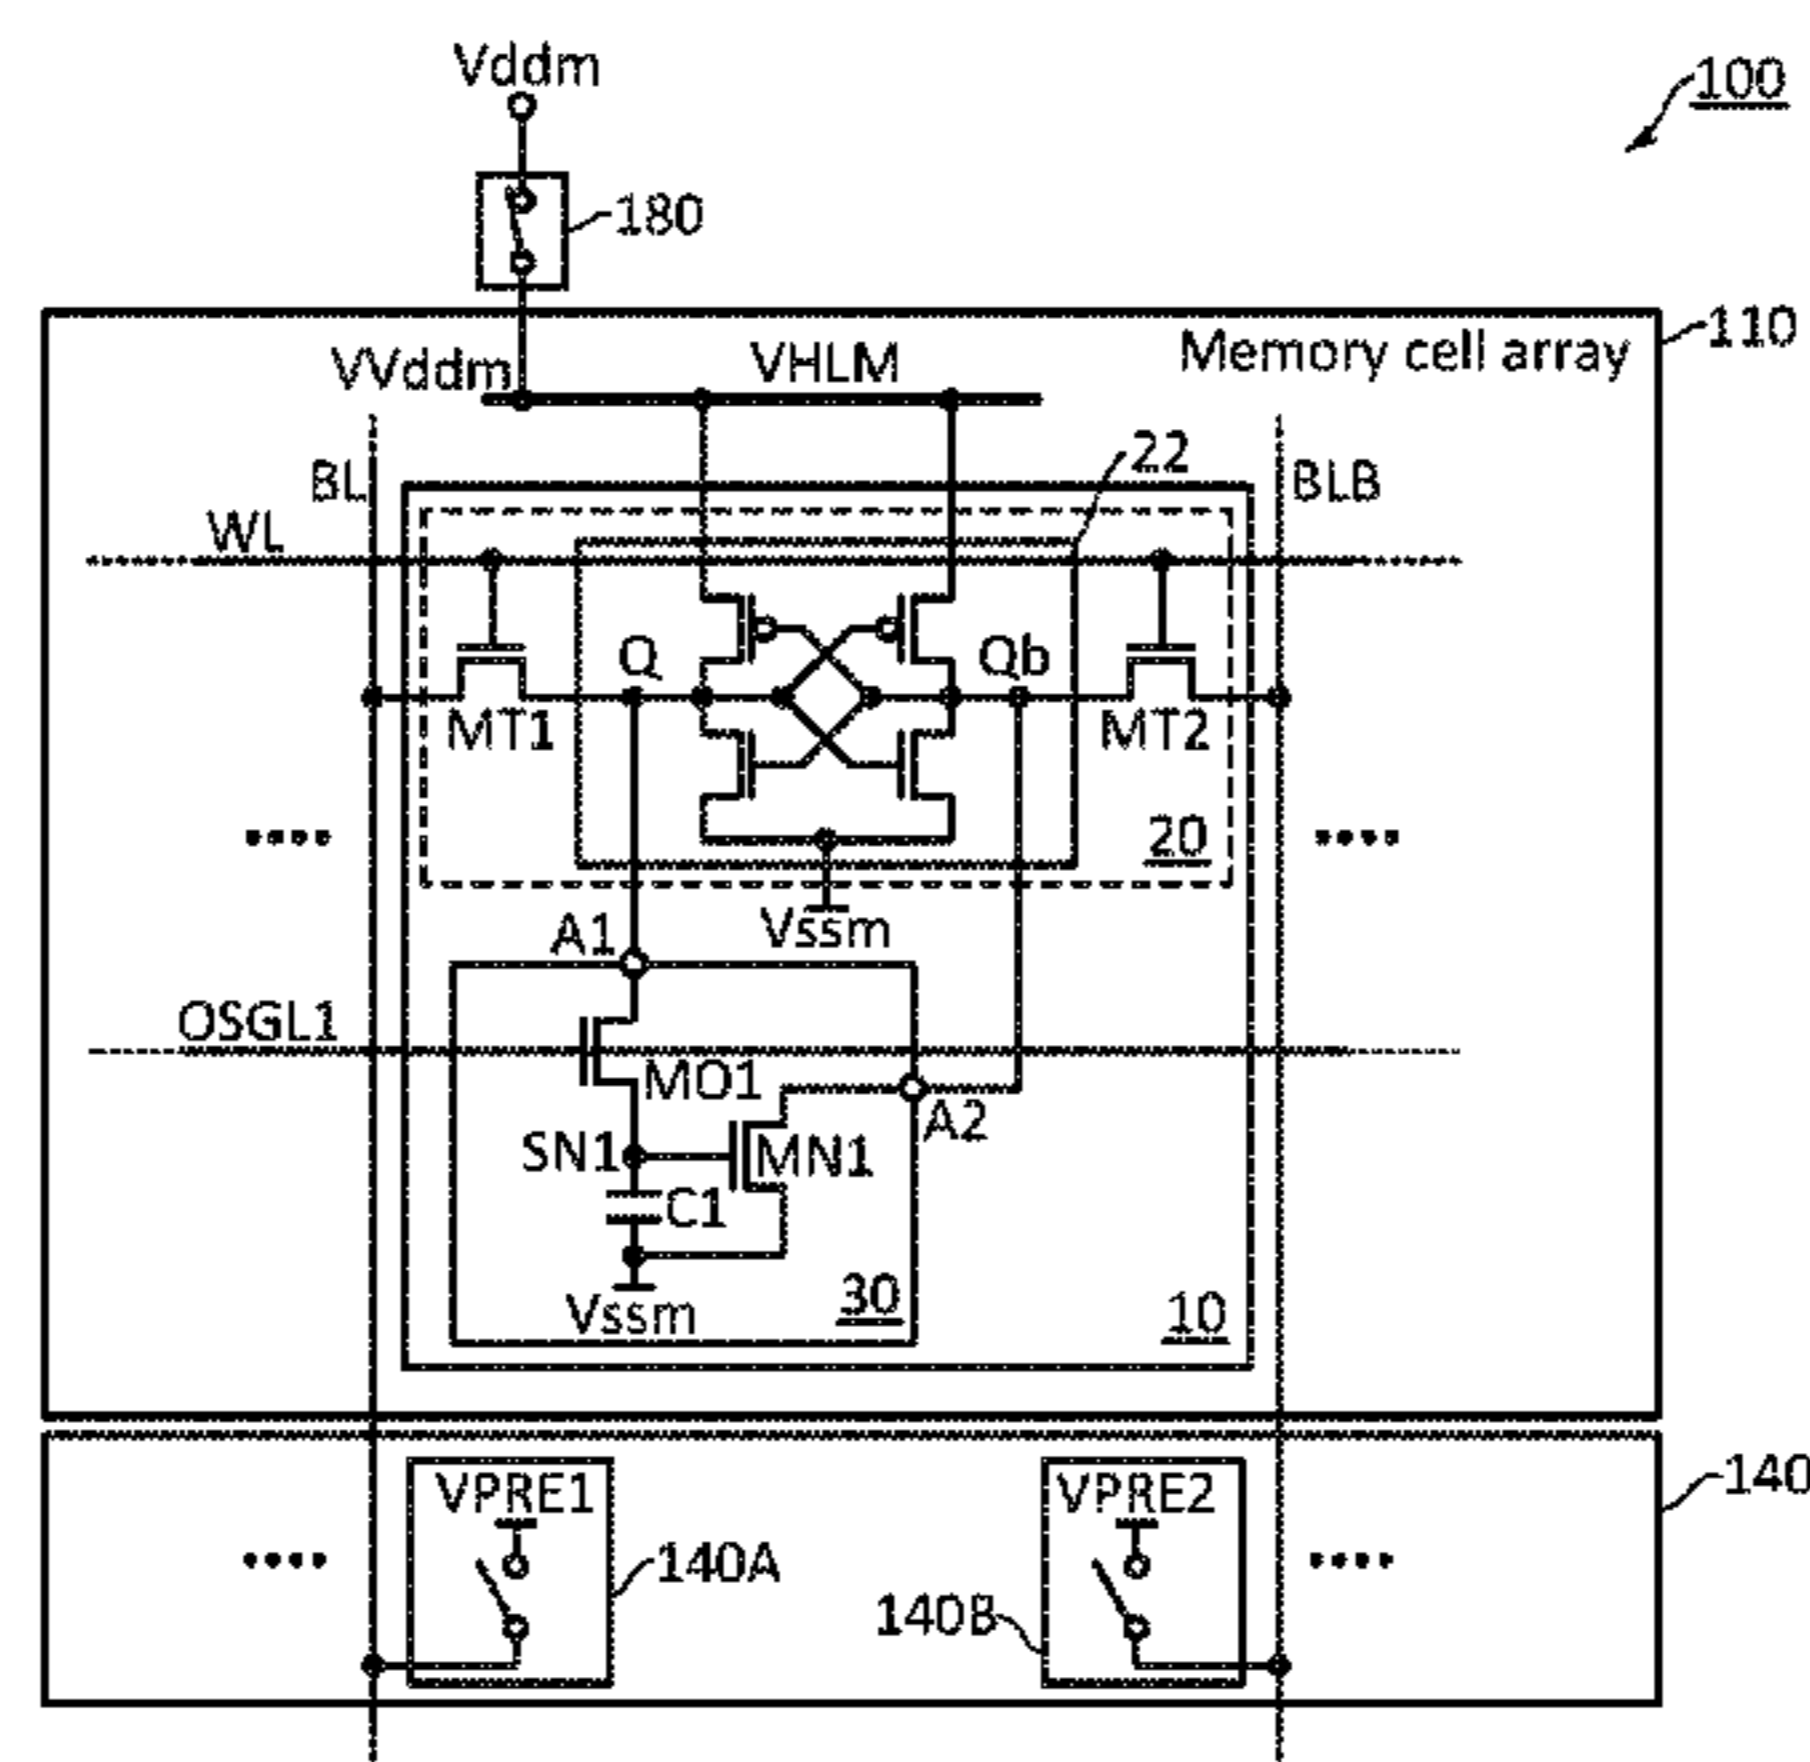 Vddm
100
180
110
VVddm
VHLM
Memory cell array
22
BL
BLB
WL
Q
Qb
MT1
MT2
20
....
....
Vssm
A1
OSGL1
MO1
A2
SN1
MN1
C1
30
10
Vssm
140
VPRE1
VPRE2
....
140A
140B
....